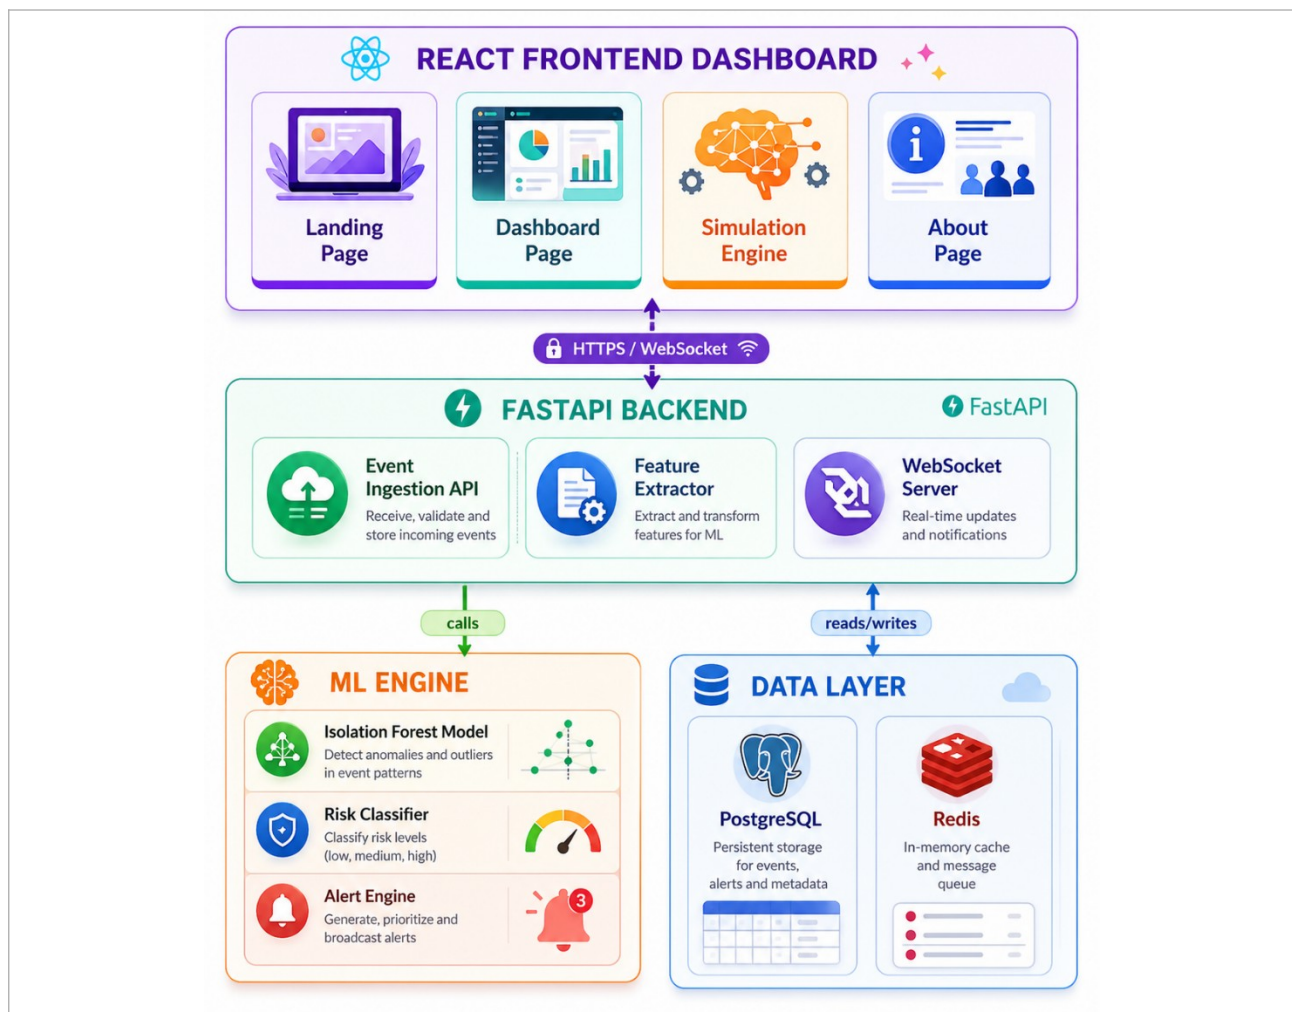 REACT FRONTEND DASHBOARD
Landing
Page
Dashboard
Page
Simulation
Engine
About
Page
HTTPS / WebSocket
FASTAPI BACKEND
FastAPI
Event
Ingestion API
Receive, validate and
store incoming events
Feature
Extractor
Extract and transform
features for ML
WebSocket
Server
Real-time updates
and notifications
calls
reads/writes
ML ENGINE
Isolation Forest Model
Detect anomalies and outliers
in event patterns
Risk Classifier
Classify risk levels
(low, medium, high)
Alert Engine
Generate, prioritize and
broadcast alerts
3
DATA LAYER
PostgreSQL
Persistent storage
for events,
alerts and metadata
Redis
In-memory cache
and message
queue